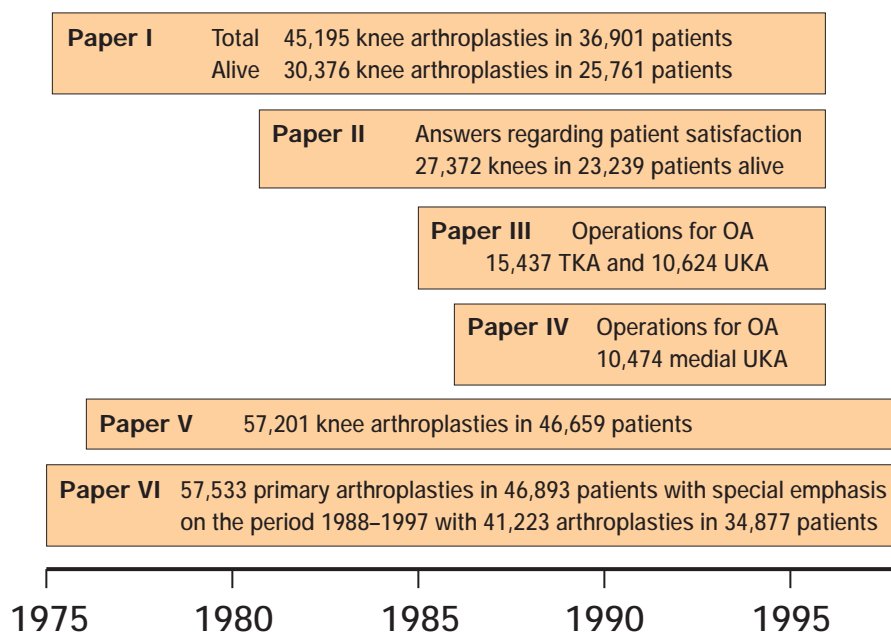 Paper I Total 45,195 knee arthroplasties in 36,901 patients
Alive 30,376 knee arthroplasties in 25,761 patients
Paper II Answers regarding patient satisfaction
27,372 knees in 23,239 patients alive
Paper III Operations for OA
15,437 TKA and 10,624 UKA
Paper IV Operations for OA
10,474 medial UKA
Paper V 57,201 knee arthroplasties in 46,659 patients
Paper VI 57,533 primary arthroplasties in 46,893 patients with special emphasis
on the period 1988–1997 with 41,223 arthroplasties in 34,877 patients
1975 1980 1985 1990 1995